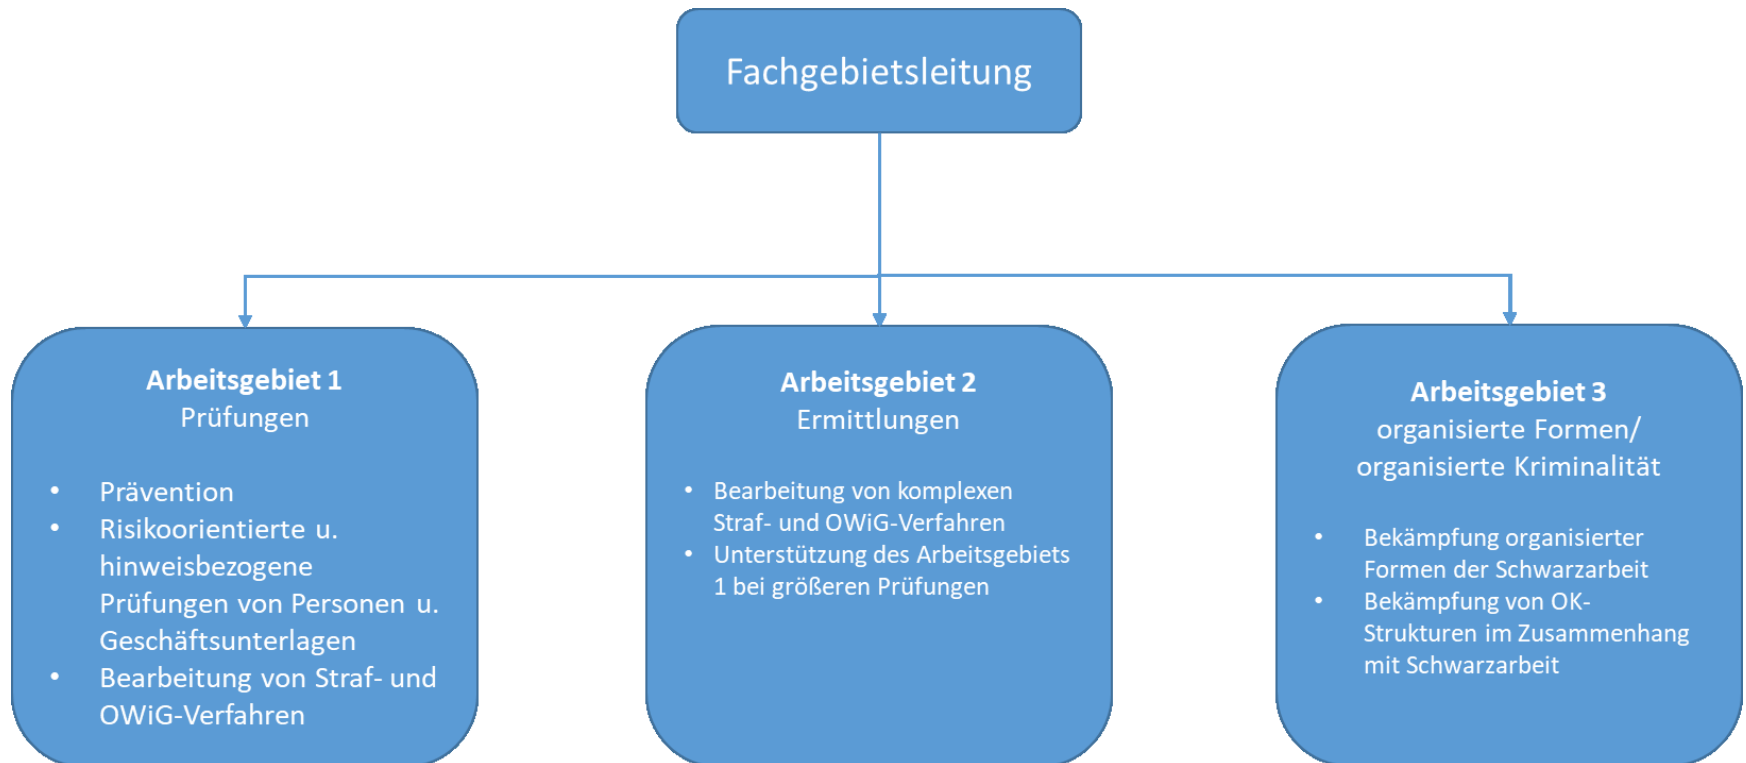 Fachgebietsleitung
Arbeitsgebiet 1
Prüfungen
• Prävention
• Risikoorientierte u.
hinweisbezogene
Prüfungen von Personen u.
Geschäftsunterlagen
• Bearbeitung von Straf- und
OWiG-Verfahren
Arbeitsgebiet 2
Ermittlungen
• Bearbeitung von komplexen
Straf- und OWiG-Verfahren
• Unterstützung des Arbeitsgebiets
1 bei größeren Prüfungen
Arbeitsgebiet 3
organisierte Formen/
organisierte Kriminalität
• Bekämpfung organisierter
Formen der Schwarzarbeit
• Bekämpfung von OK-
Strukturen im Zusammenhang
mit Schwarzarbeit